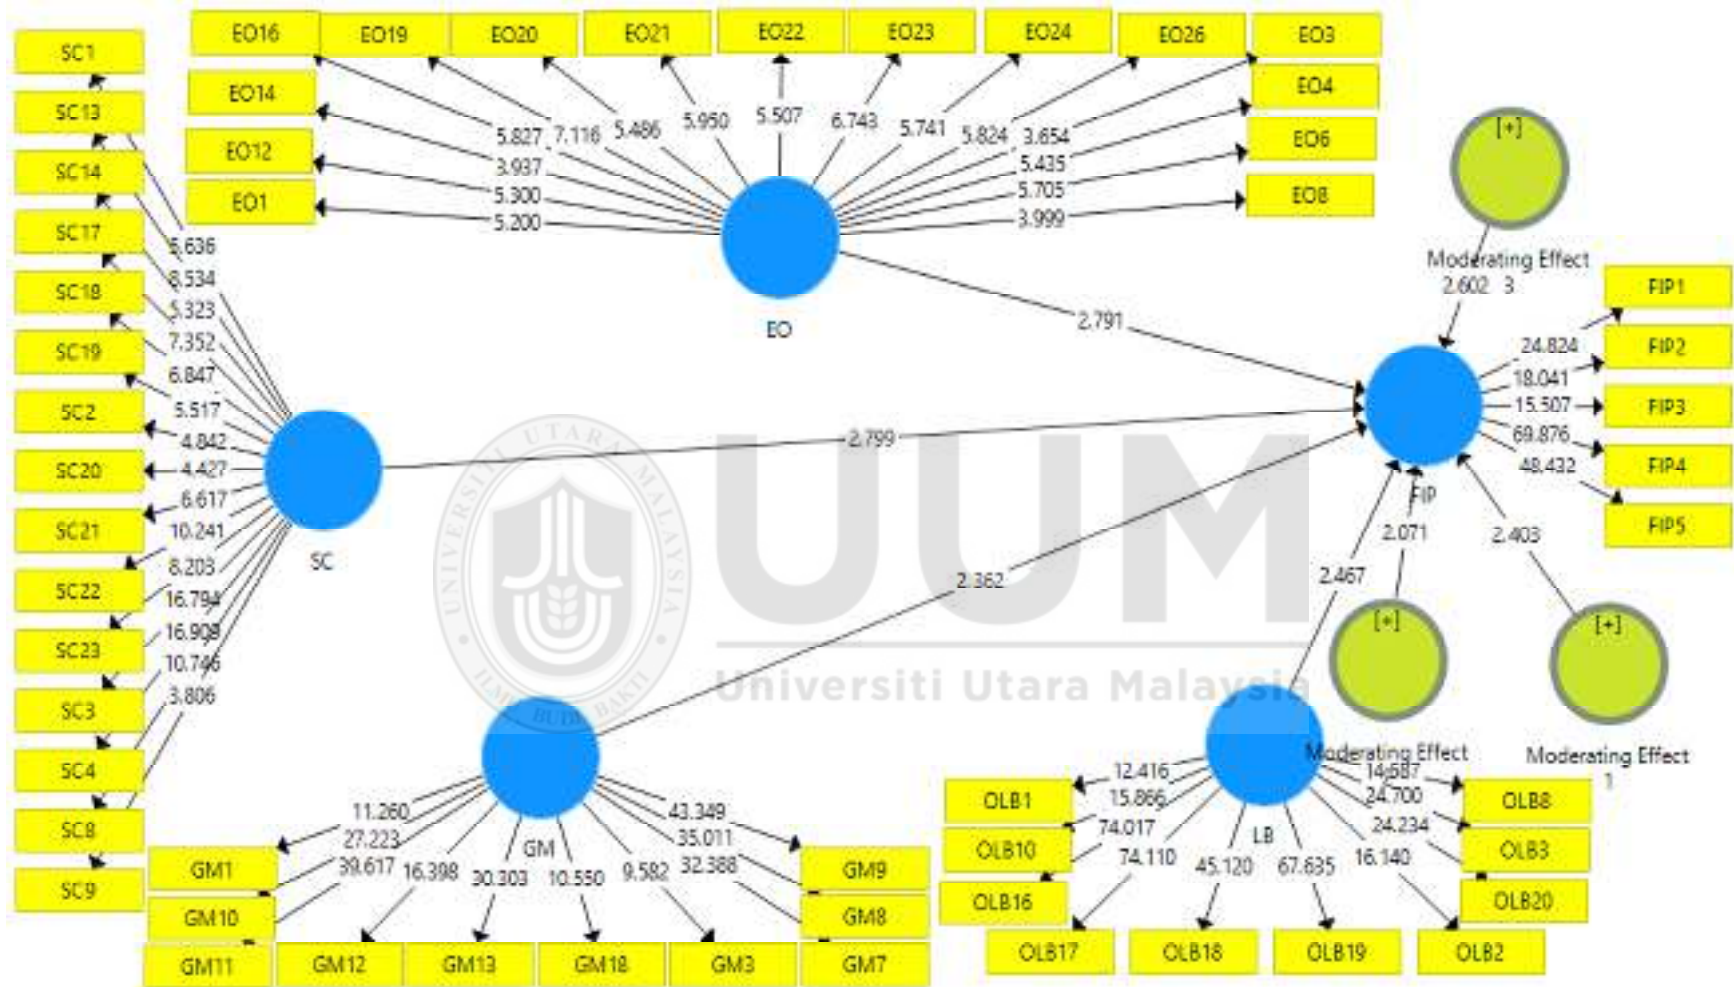 EO16
EO19
EO20
EO21
EO22
EO23
EO24
EO26
EO3
EO14
EO12
EO1
EO4
EO6
EO8
5.827
7.116
5.486
5.950
5.507
6.743
5.741
5.824
3.654
3.937
5.300
5.200
5.435
5.705
3.999
EO
SC1
SC13
SC14
SC17
SC18
SC19
SC2
SC20
SC21
SC22
SC23
SC3
SC4
SC8
SC9
5.636
8.534
5.323
7.352
6.847
5.517
4.842
4.427
6.617
10.241
8.203
16.794
16.909
10.746
3.806
SC
2.791
2.799
2.362
[+]
Moderating Effect
3
2.602
FIP1
FIP2
FIP3
FIP4
FIP5
24.824
18.041
15.507
69.876
48.432
FIP
2.071
2.403
2.467
[+]
Moderating Effect
[+]
Moderating Effect
1
UNIVERSITI UTARA MALAYSIA
ILMU BUDI BAKTI
UUM
Universiti Utara Malaysia
11.260
27.223
39.617
16.398
30.303
10.550
9.582
32.388
35.011
43.349
GM
GM1
GM10
GM11
GM12
GM13
GM18
GM3
GM7
GM8
GM9
12.416
15.866
74.017
74.110
45.120
67.635
16.140
24.234
24.700
14.587
LB
OLB1
OLB10
OLB16
OLB17
OLB18
OLB19
OLB2
OLB20
OLB3
OLB8